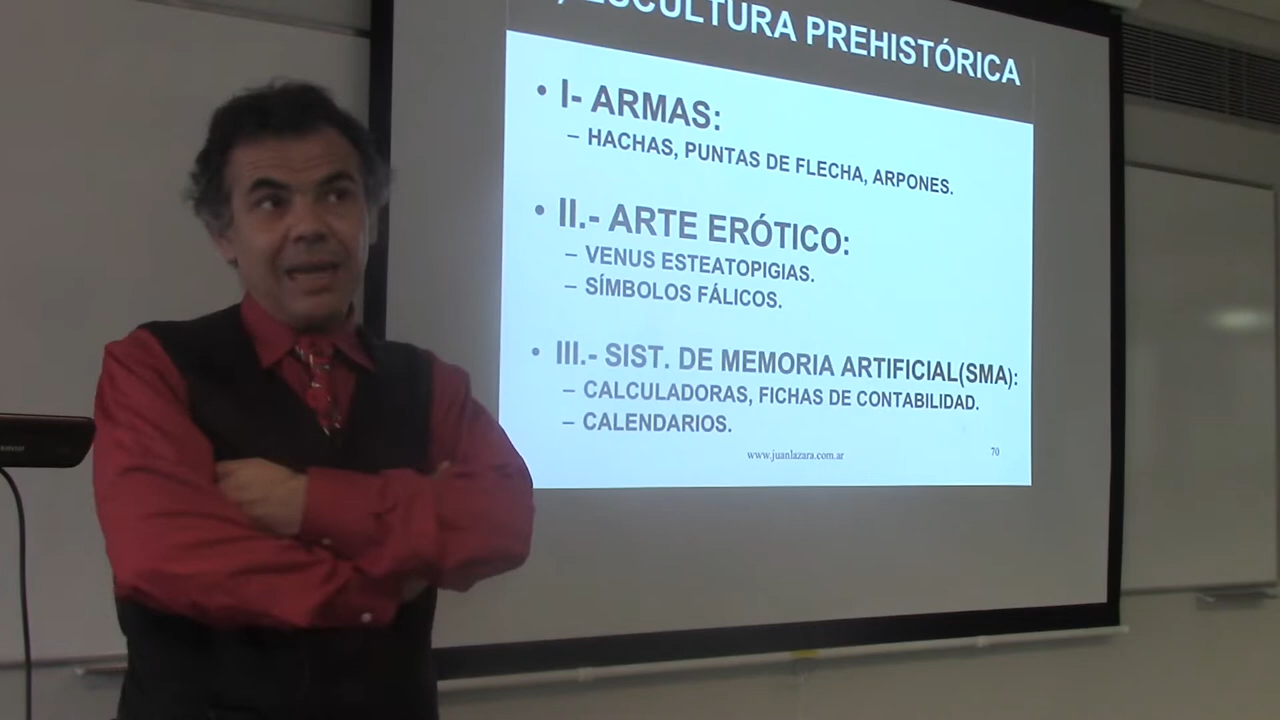 ESCULTURA PREHISTÓRICA
• I- ARMAS:
– HACHAS, PUNTAS DE FLECHA, ARPONES.
• II.- ARTE ERÓTICO:
– VENUS ESTEATOPIGIAS.
– SÍMBOLOS FÁLICOS.
• III.- SIST. DE MEMORIA ARTIFICIAL(SMA):
– CALCULADORAS, FICHAS DE CONTABILIDAD.
– CALENDARIOS.
www.juanlazara.com.ar
70